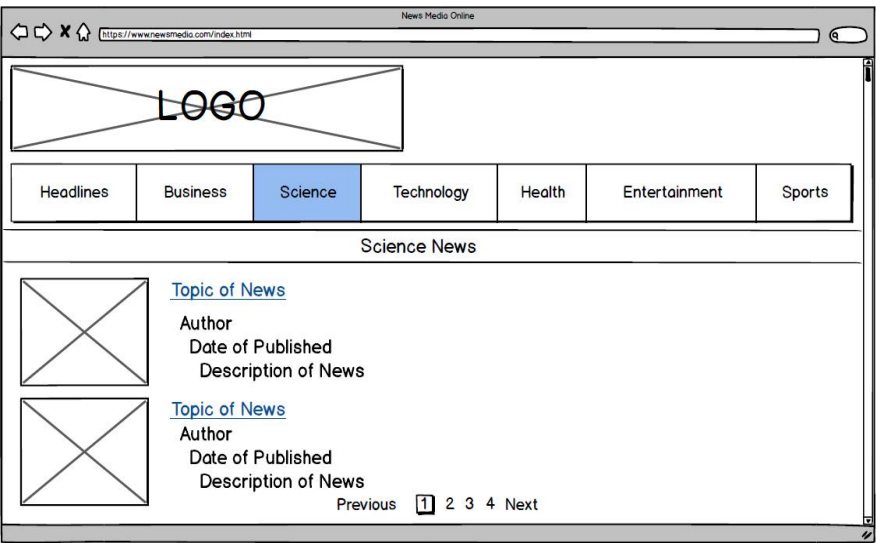 News Media Online
https://www.newsmedia.com/index.html
LOGO
Headlines Business Science Technology Health Entertainment Sports
Science News
Topic of News
Author
Date of Published
Description of News
Topic of News
Author
Date of Published
Description of News
Previous 1 2 3 4 Next